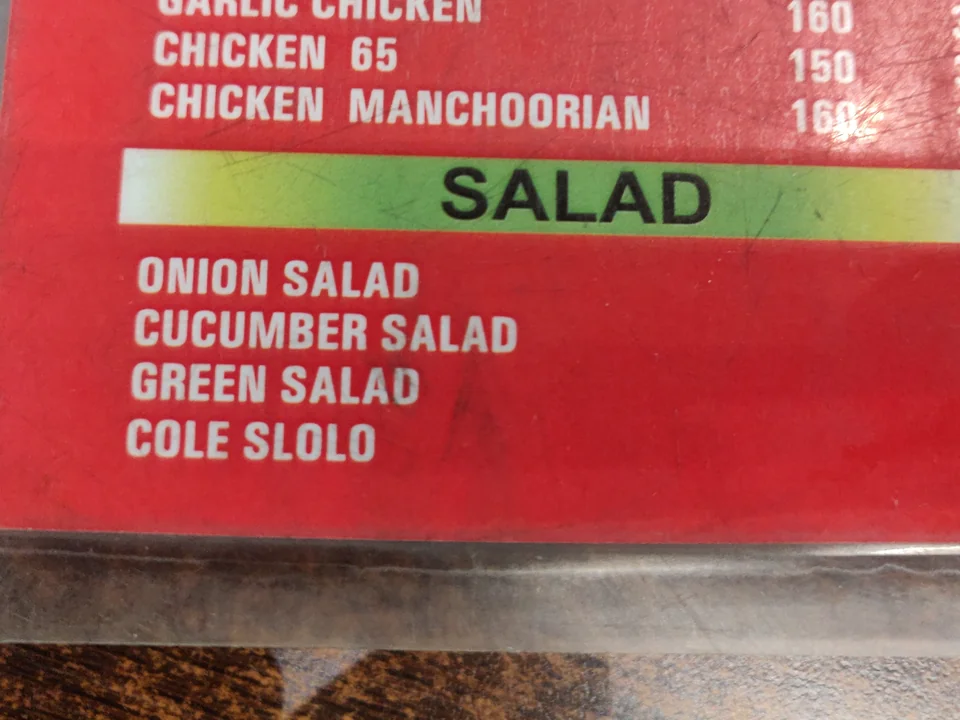 GARLIC CHICKEN 160
CHICKEN 65 150
CHICKEN MANCHOORIAN 160
SALAD
ONION SALAD
CUCUMBER SALAD
GREEN SALAD
COLE SLOLO